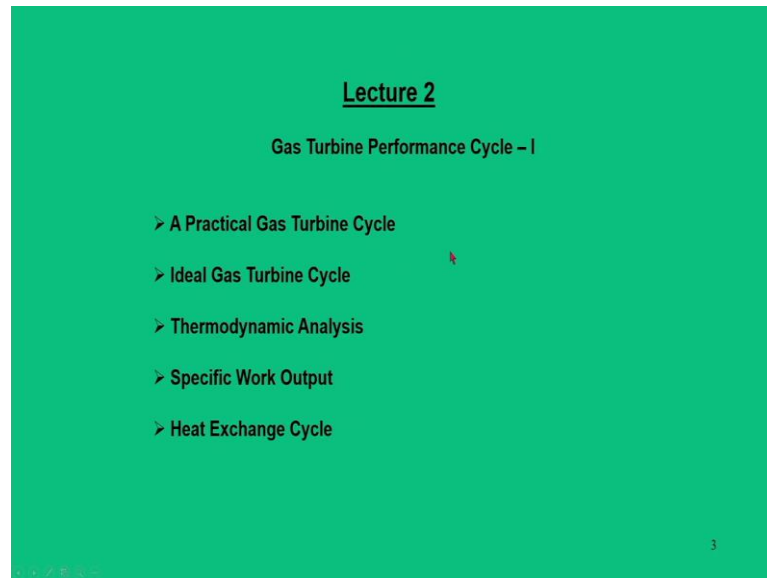 Lecture 2
Gas Turbine Performance Cycle – I
➢ A Practical Gas Turbine Cycle
➢ Ideal Gas Turbine Cycle
➢ Thermodynamic Analysis
➢ Specific Work Output
➢ Heat Exchange Cycle
3